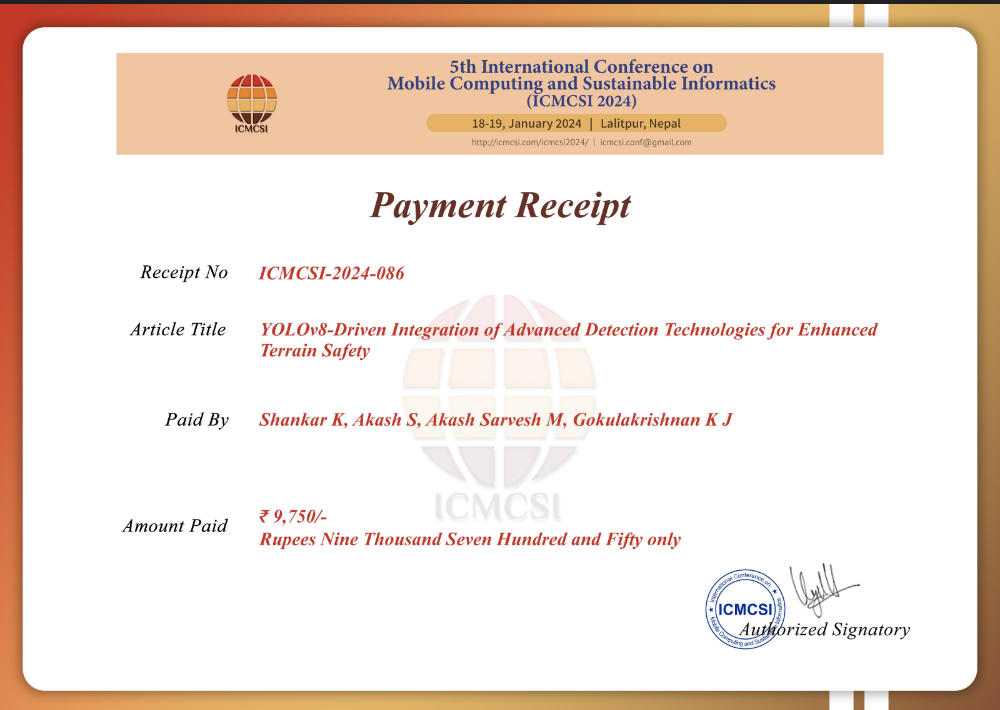 5th International Conference on
Mobile Computing and Sustainable Informatics
(ICMCSI 2024)
18-19, January 2024 | Lalitpur, Nepal
http://icmcsi.com/icmcsi2024/ | icmcsi.conf@gmail.com
ICMCSI
Payment Receipt
Receipt No ICMCSI-2024-086
Article Title YOLOv8-Driven Integration of Advanced Detection Technologies for Enhanced
Terrain Safety
Paid By Shankar K, Akash S, Akash Sarvesh M, Gokulakrishnan K J
ICMCSI
Amount Paid ₹ 9,750/-
Rupees Nine Thousand Seven Hundred and Fifty only
International Conference on
ICMCSI
Mobile Computing and
Authorized Signatory